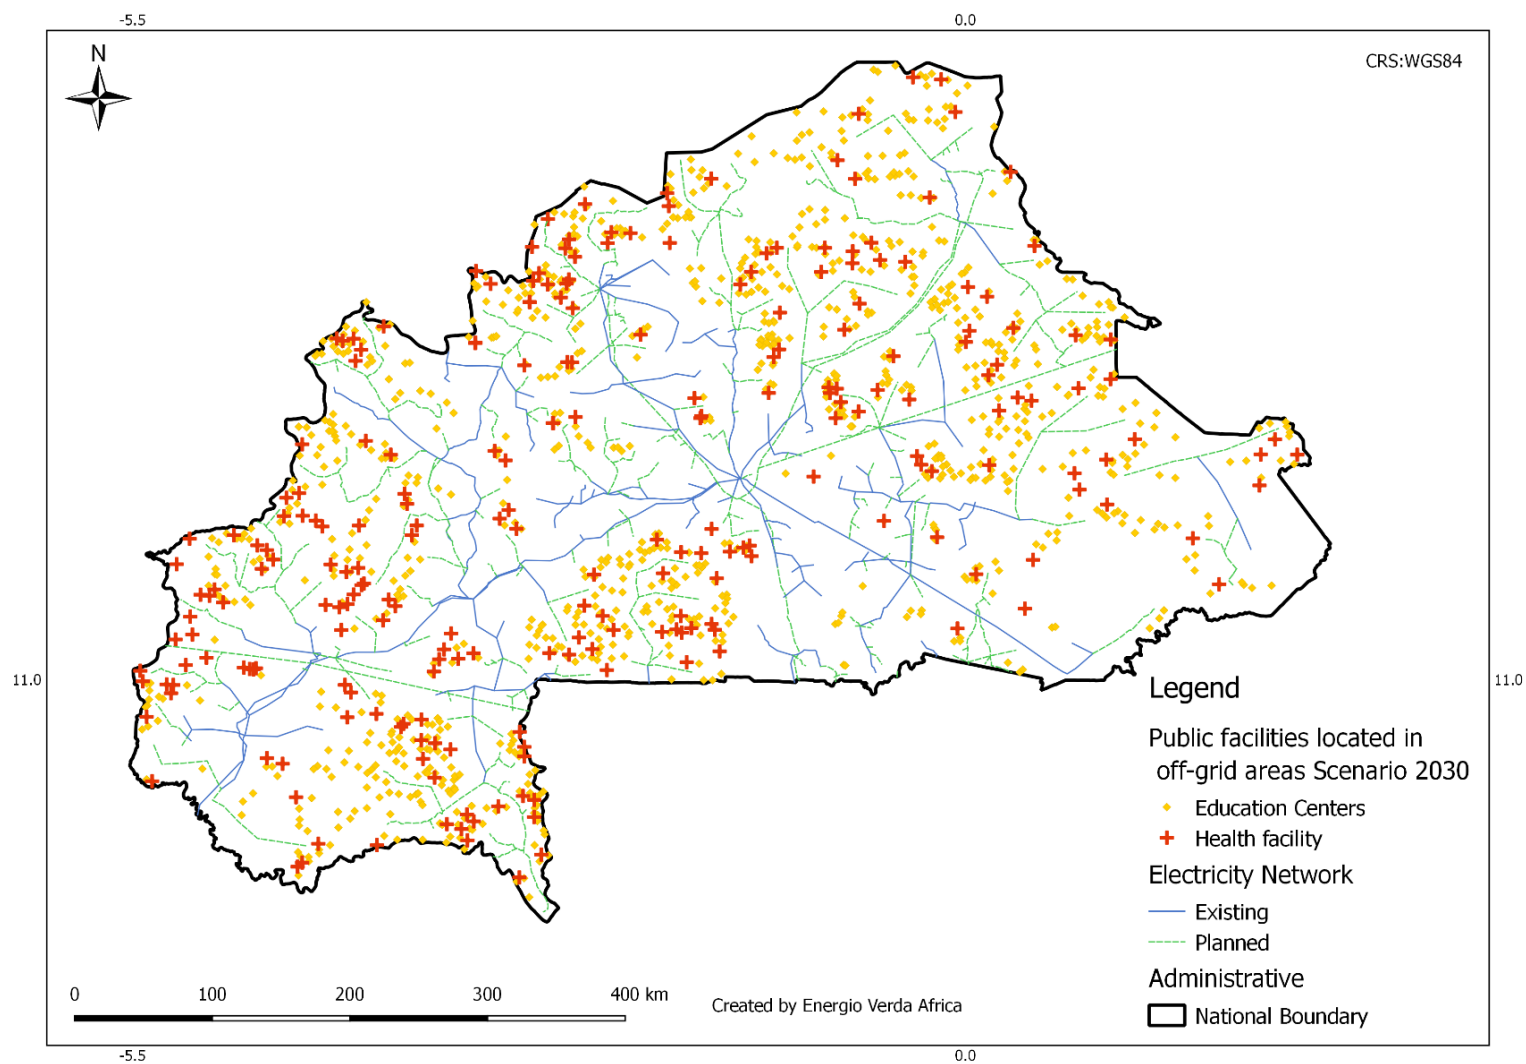 -5.5
0.0
N
CRS:WGS84
11.0
11.0
Legend
Public facilities located in
off-grid areas Scenario 2030
Education Centers
Health facility
Electricity Network
Existing
Planned
Administrative
National Boundary
0
100
200
300
400 km
Created by Energio Verda Africa
-5.5
0.0